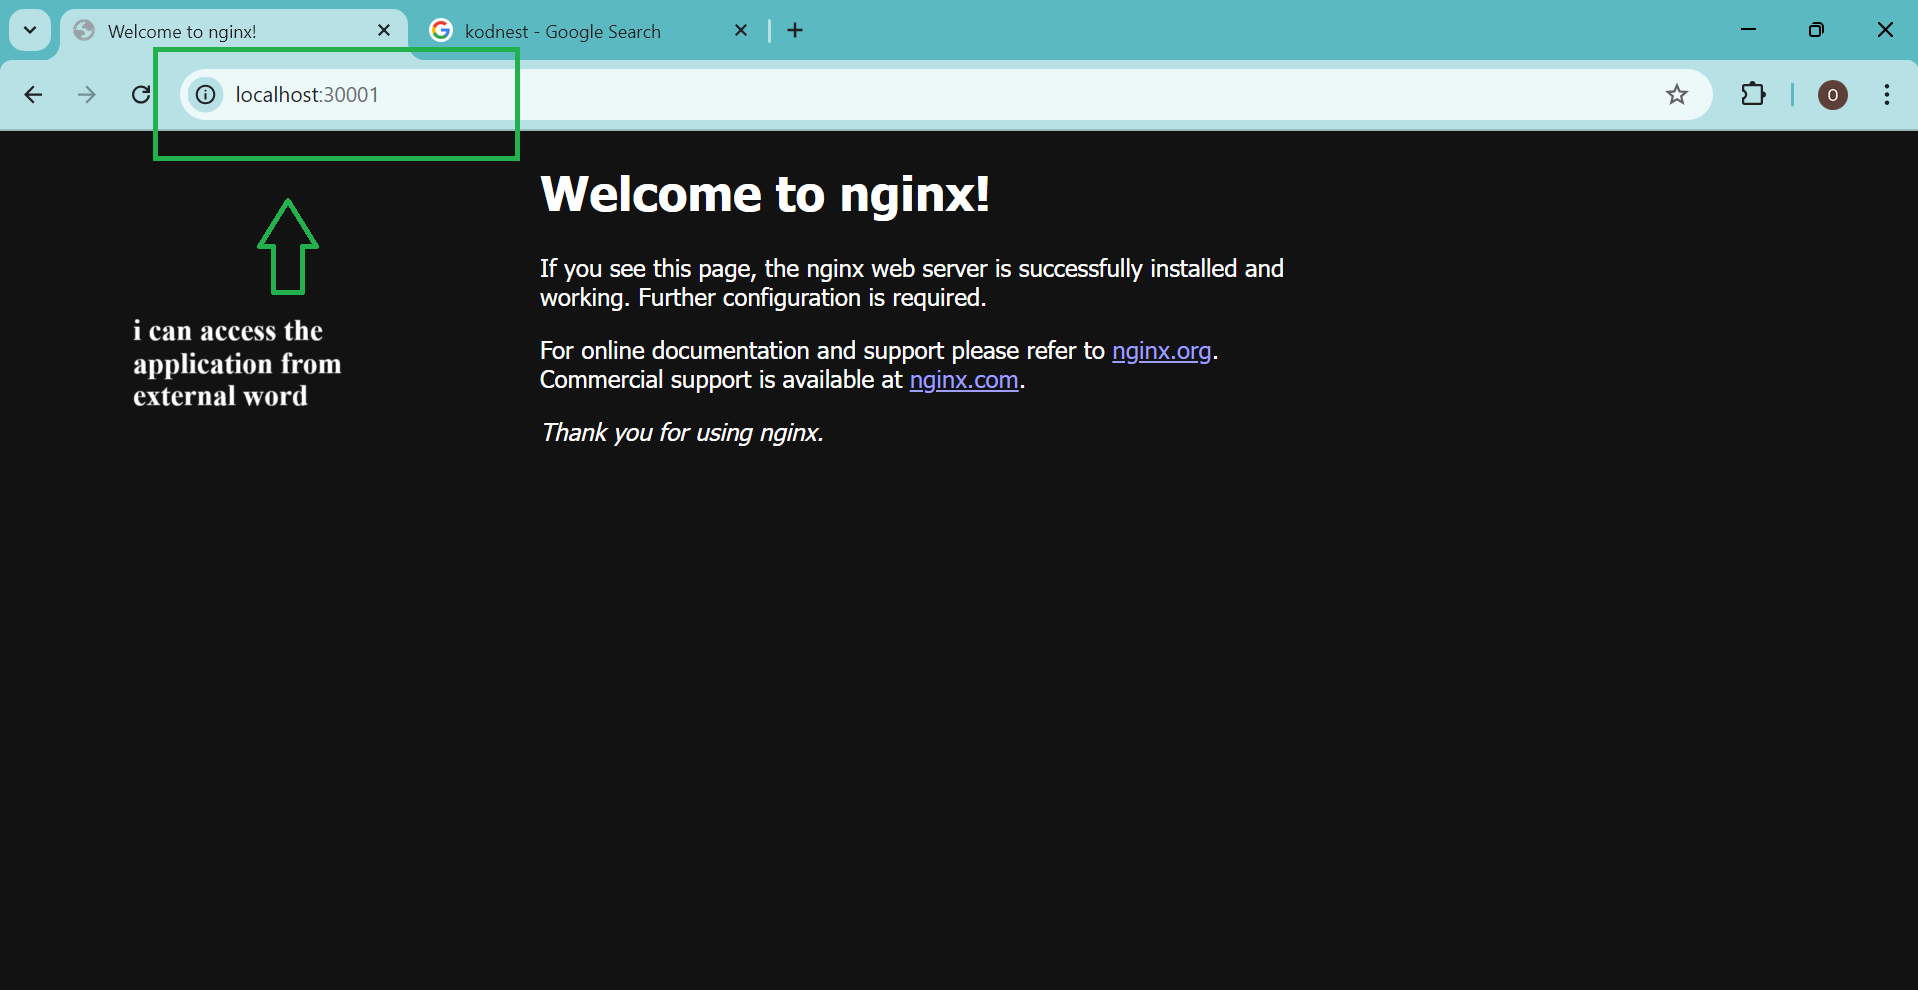 Welcome to nginx!
kodnest - Google Search
localhost:30001
O
Welcome to nginx!
If you see this page, the nginx web server is successfully installed and
working. Further configuration is required.
For online documentation and support please refer to nginx.org.
Commercial support is available at nginx.com.
Thank you for using nginx.
i can access the
application from
external word